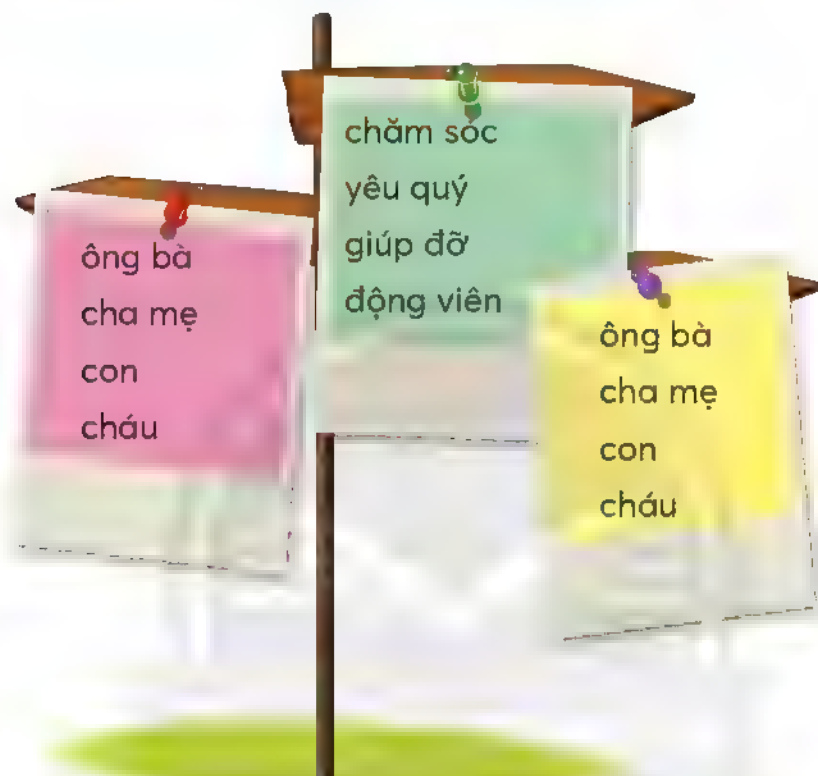 ông bà
cha mẹ
con
cháu
chăm sóc
yêu quý
giúp đỡ
động viên
ông bà
cha mẹ
con
cháu